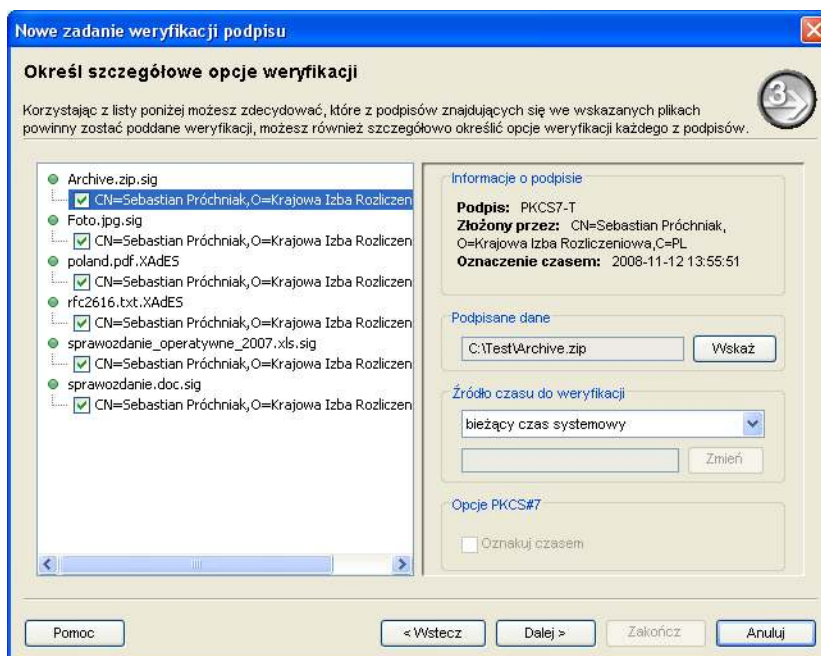 Nowe zadanie weryfikacji podpisu
Określ szczegółowe opcje weryfikacji
Korzystając z listy poniżej możesz zdecydować, które z podpisów znajdujących się we wskazanych plikach
powinny zostać poddane weryfikacji, możesz również szczegółowo określić opcje weryfikacji każdego z podpisów.
3
Archive.zip.sig
CN=Sebastian Próchniak,O=Krajowa Izba Rozliczen
Foto.jpg.sig
CN=Sebastian Próchniak,O=Krajowa Izba Rozliczen
poland.pdf.XAdES
CN=Sebastian Próchniak,O=Krajowa Izba Rozliczen
rfc2616.txt.XAdES
CN=Sebastian Próchniak,O=Krajowa Izba Rozliczen
sprawozdanie_operatywne_2007.xls.sig
CN=Sebastian Próchniak,O=Krajowa Izba Rozliczen
sprawozdanie.doc.sig
CN=Sebastian Próchniak,O=Krajowa Izba Rozliczen
Informacje o podpisie
Podpis: PKCS7-T
Złożony przez: CN=Sebastian Próchniak,
O=Krajowa Izba Rozliczeniowa,C=PL
Oznaczenie czasem: 2008-11-12 13:55:51
Podpisane dane
C:\Test\Archive.zip
Wskaż
Źródło czasu do weryfikacji
bieżący czas systemowy
Zmień
Opcje PKCS#7
Oznakuj czasem
Pomoc
< Wstecz
Dalej >
Zakończ
Anuluj